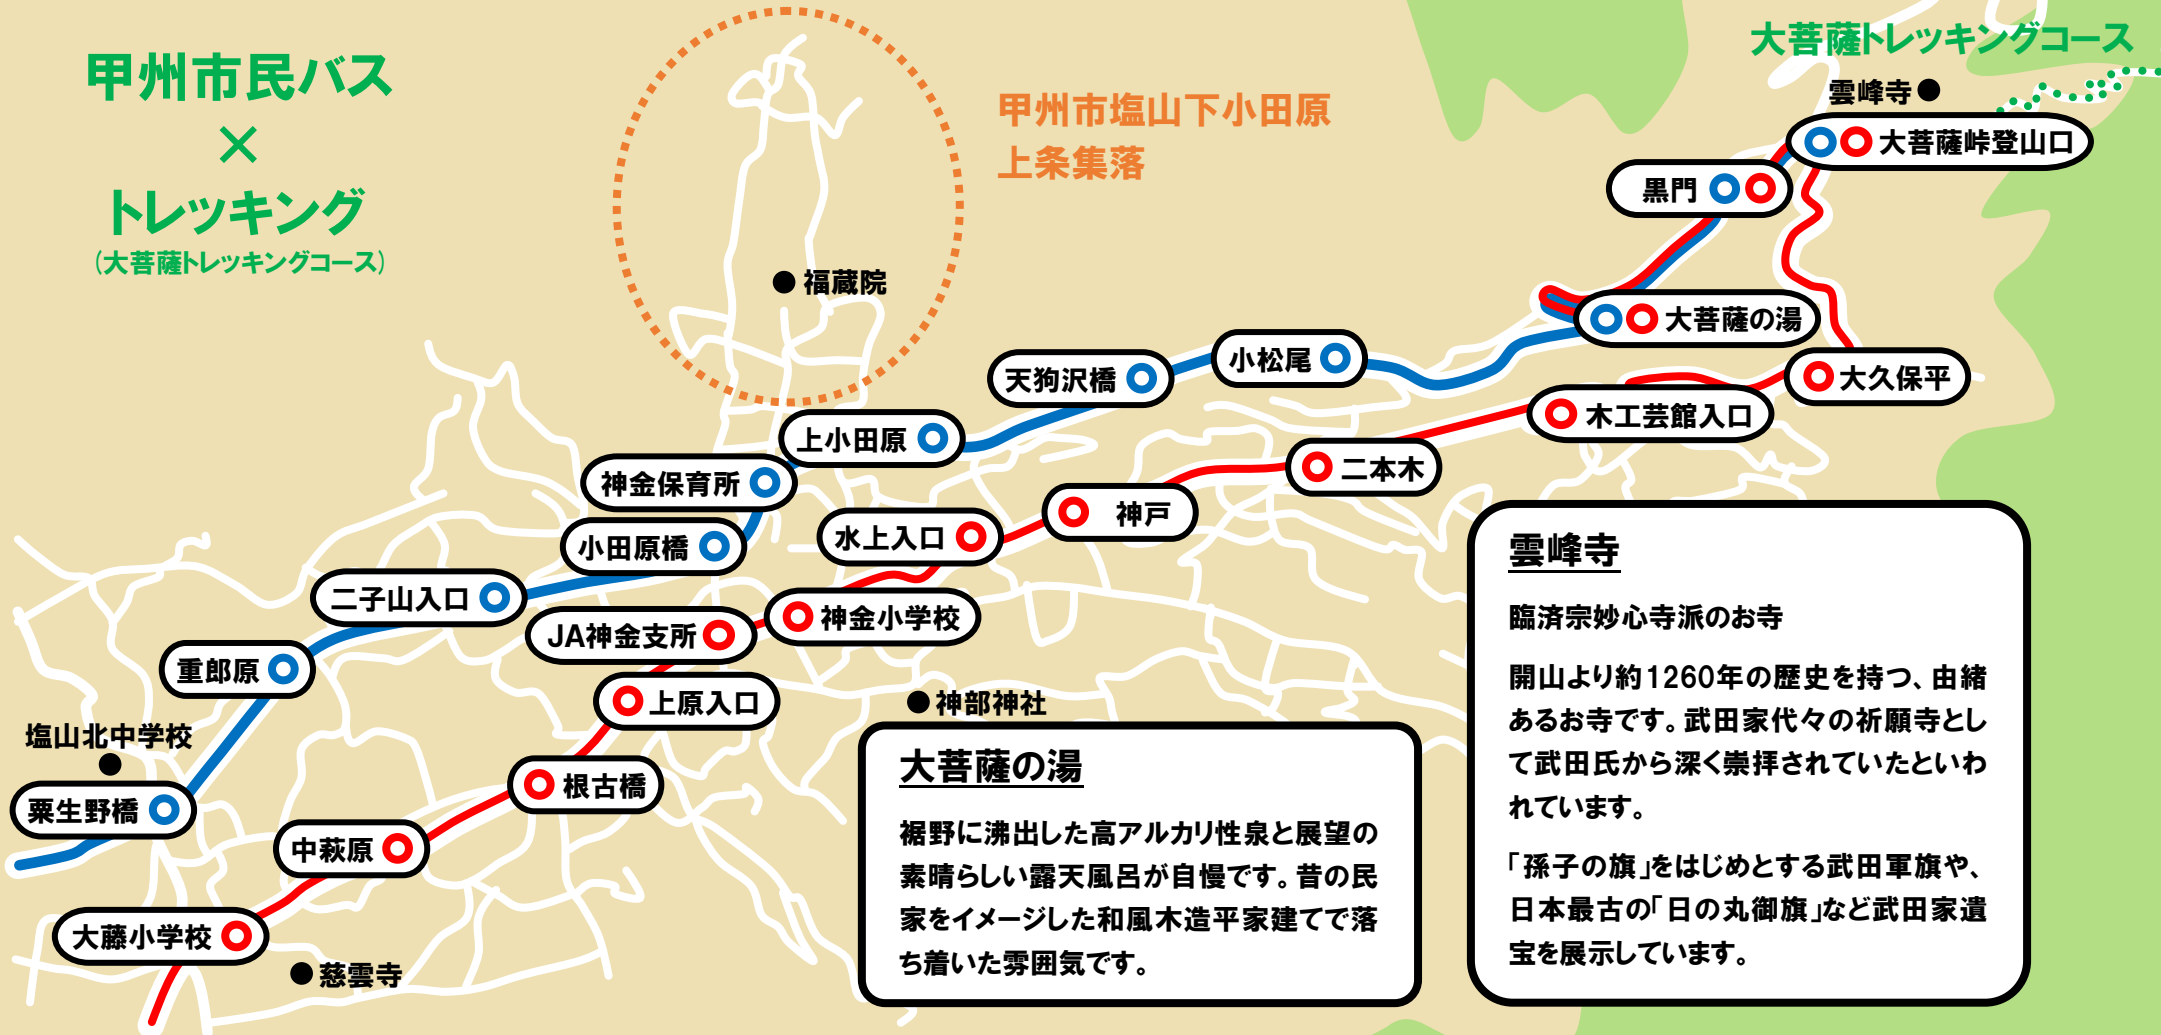 甲州市民バス
×
トレッキング
(大菩薩トレッキングコース)
甲州市塩山下小田原
上条集落
大菩薩トレッキングコース
雲峰寺
大菩薩峠登山口
黒門
福蔵院
大菩薩の湯
小松尾
天狗沢橋
大久保平
木工芸館入口
上小田原
二本木
神金保育所
神戸
水上入口
小田原橋
二子山入口
神金小学校
JA神金支所
重郎原
上原入口
神部神社
塩山北中学校
根古橋
粟生野橋
中萩原
大藤小学校
慈雲寺
大菩薩の湯
裾野に沸出した高アルカリ性泉と展望の
素晴らしい露天風呂が自慢です。昔の民
家をイメージした和風木造平家建てで落
ち着いた雰囲気です。
雲峰寺
臨済宗妙心寺派のお寺
開山より約1260年の歴史を持つ、由緒
あるお寺です。武田家代々の祈願寺とし
て武田氏から深く崇拝されていたといわ
れています。
「孫子の旗」をはじめとする武田軍旗や、
日本最古の「日の丸御旗」など武田家遺
宝を展示しています。